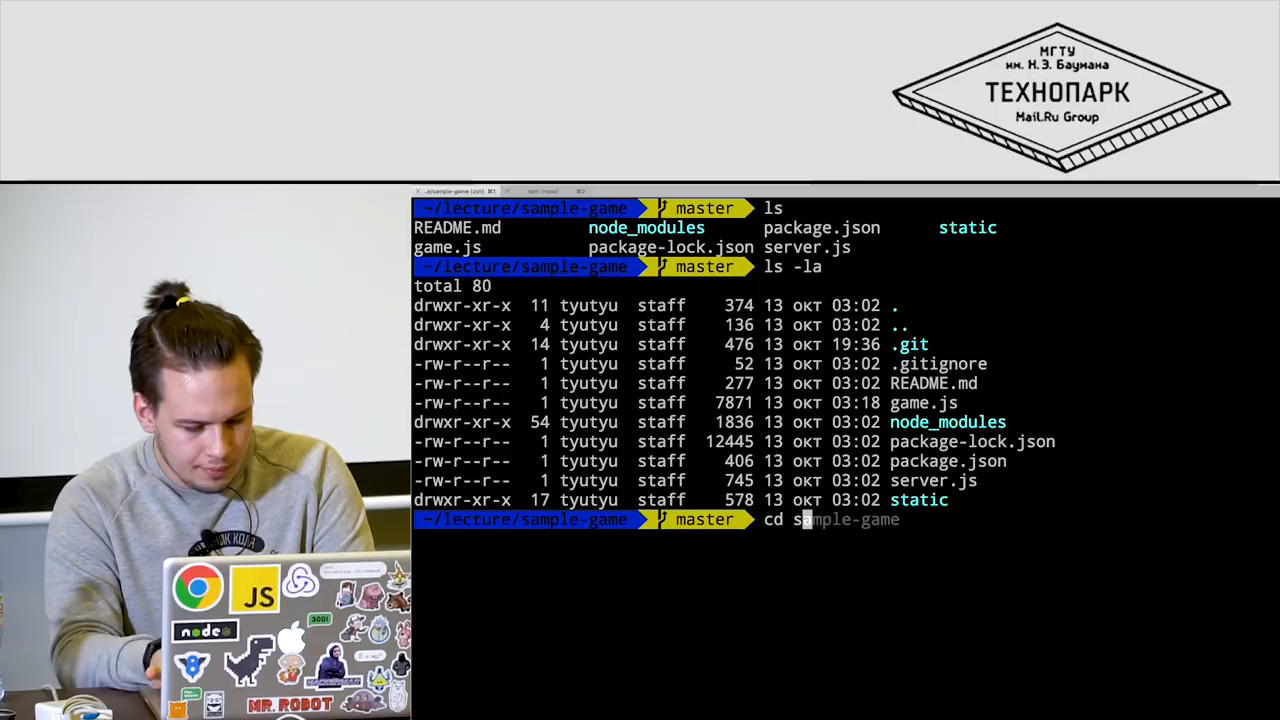 МГТУ
им. Н.Э. Баумана
ТЕХНОПАРК
Mail.Ru Group
~/lecture/sample-game master ls
README.md node_modules package.json static
game.js package-lock.json server.js
~/lecture/sample-game master ls -la
total 80
drwxr-xr-x 11 tyutyu staff 374 13 окт 03:02 .
drwxr-xr-x 4 tyutyu staff 136 13 окт 03:02 ..
drwxr-xr-x 14 tyutyu staff 476 13 окт 19:36 .git
-rw-r--r-- 1 tyutyu staff 52 13 окт 03:02 .gitignore
-rw-r--r-- 1 tyutyu staff 277 13 окт 03:02 README.md
-rw-r--r-- 1 tyutyu staff 7871 13 окт 03:18 game.js
drwxr-xr-x 54 tyutyu staff 1836 13 окт 03:02 node_modules
-rw-r--r-- 1 tyutyu staff 12445 13 окт 03:02 package-lock.json
-rw-r--r-- 1 tyutyu staff 406 13 окт 03:02 package.json
-rw-r--r-- 1 tyutyu staff 745 13 окт 03:02 server.js
drwxr-xr-x 17 tyutyu staff 578 13 окт 03:02 static
~/lecture/sample-game master cd sample-game
JS
node
300!
MR. ROBOT